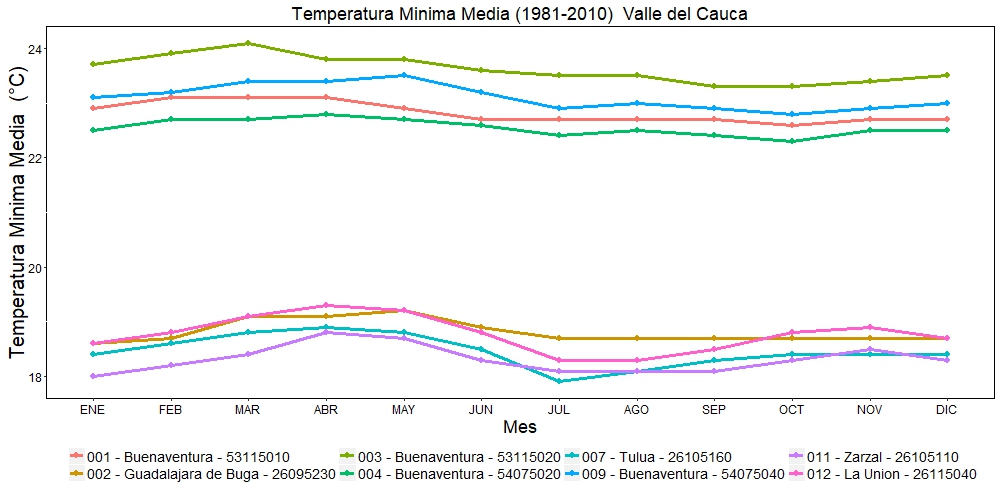 Temperatura Minima Media (1981-2010)  Valle del Cauca
Temperatura Minima Media  (°C)
24
22
20
18
ENE FEB MAR ABR MAY JUN JUL AGO SEP OCT NOV DIC
Mes
001 - Buenaventura - 53115010 003 - Buenaventura - 53115020 007 - Tulua - 26105160 011 - Zarzal - 26105110
002 - Guadalajara de Buga - 26095230 004 - Buenaventura - 54075020 009 - Buenaventura - 54075040 012 - La Union - 26115040